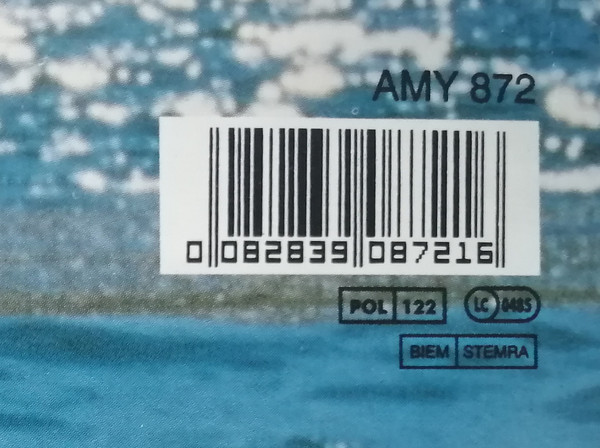 AMY 872
0 082839 087216
POL 122 LC 0485
BIEM STEMRA